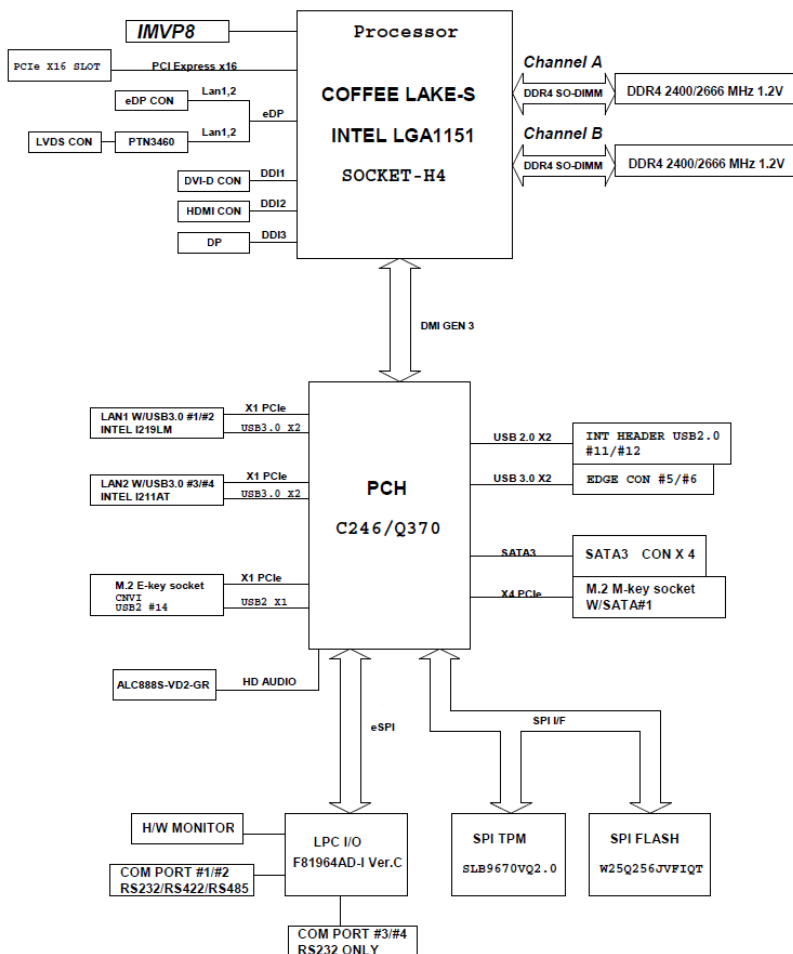 IMVP8
Processor
PCIe X16 SLOT
PCI Express x16
COFFEE LAKE-S
INTEL LGA1151
SOCKET-H4
eDP CON
Lan1,2
eDP
LVDS CON
PTN3460
Lan1,2
DVI-D CON
DDI1
HDMI CON
DDI2
DP
DDI3
Channel A
DDR4 SO-DIMM
DDR4 2400/2666 MHz 1.2V
Channel B
DDR4 SO-DIMM
DDR4 2400/2666 MHz 1.2V
DMI GEN 3
PCH
C246/Q370
LAN1 W/USB3.0 #1/#2
INTEL I219LM
X1 PCIe
USB3.0 X2
LAN2 W/USB3.0 #3/#4
INTEL I211AT
X1 PCIe
USB3.0 X2
M.2 E-key socket
CNVI
USB2 #14
X1 PCIe
USB2 X1
ALC888S-VD2-GR
HD AUDIO
USB 2.0 X2
INT HEADER USB2.0
#11/#12
USB 3.0 X2
EDGE CON #5/#6
SATA3
SATA3 CON X 4
X4 PCIe
M.2 M-key socket
W/SATA#1
eSPI
SPI I/F
H/W MONITOR
COM PORT #1/#2
RS232/RS422/RS485
LPC I/O
F81964AD-I Ver.C
COM PORT #3/#4
RS232 ONLY
SPI TPM
SLB9670VQ2.0
SPI FLASH
W25Q256JVFIQT